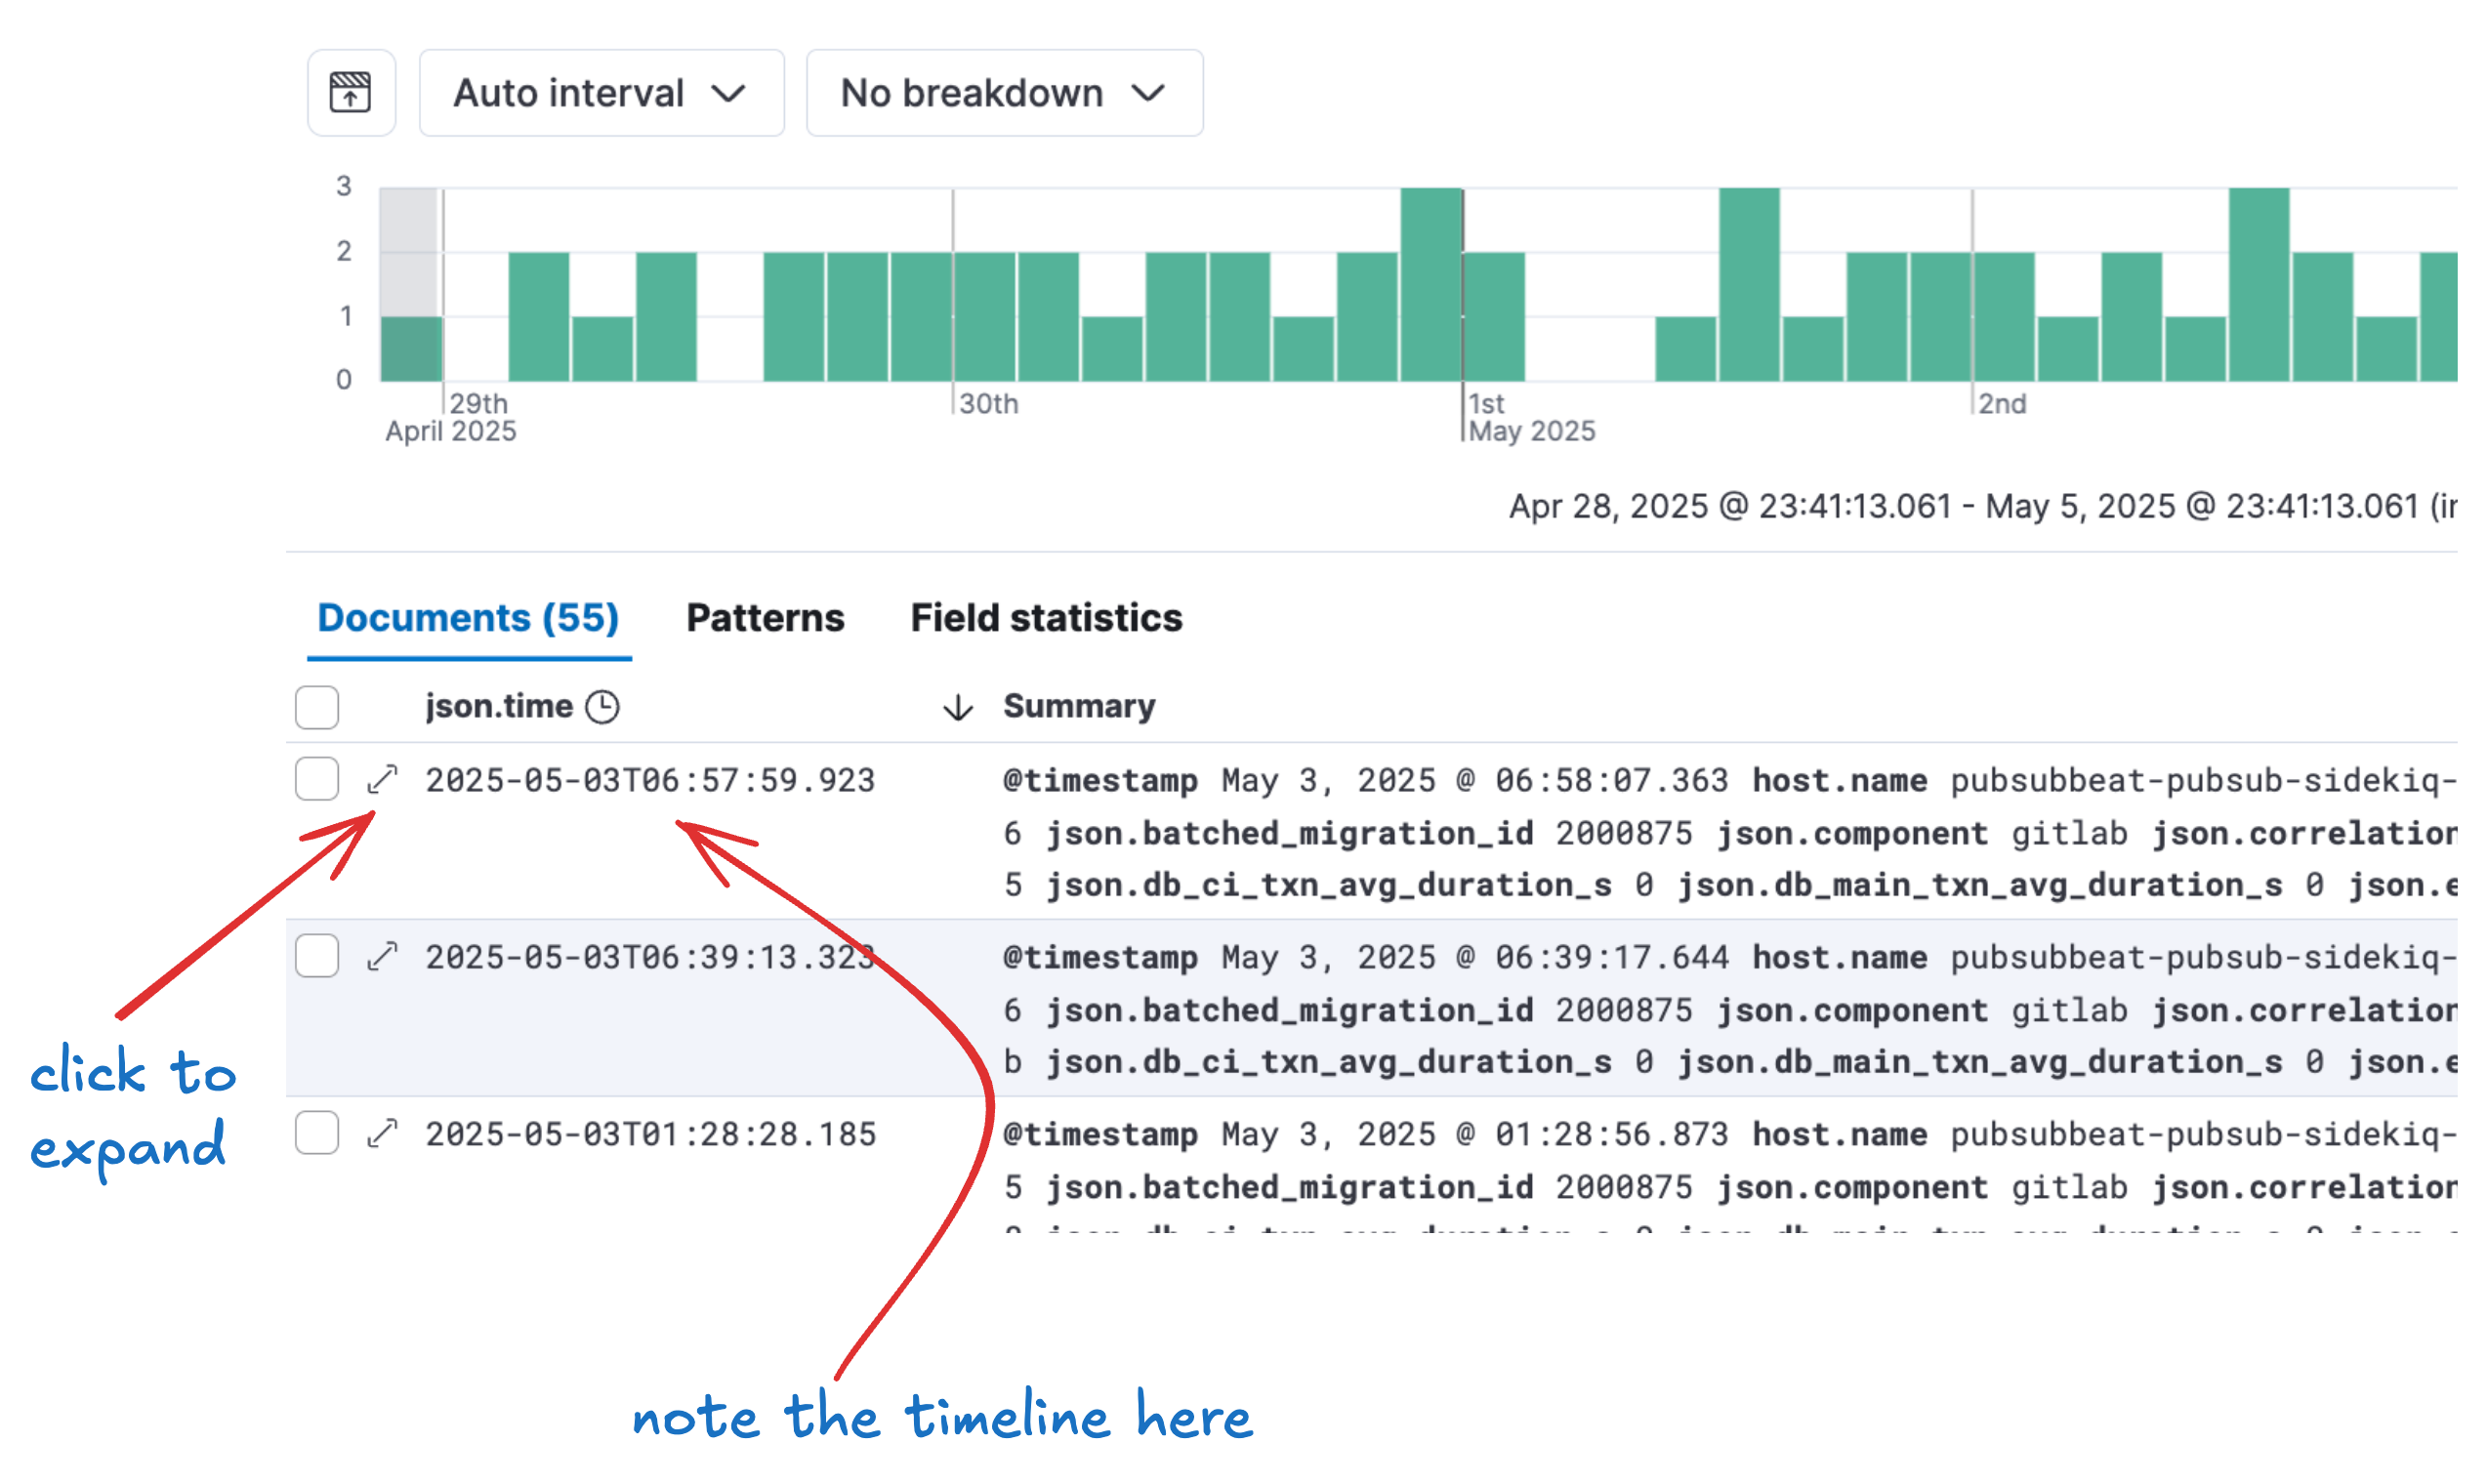 Auto interval
No breakdown
3
2
1
0
29th
30th
1st
2nd
April 2025
May 2025
Apr 28, 2025 @ 23:41:13.061 - May 5, 2025 @ 23:41:13.061 (in
Documents (55)
Patterns
Field statistics
json.time
Summary
2025-05-03T06:57:59.923
@timestamp May 3, 2025 @ 06:58:07.363 host.name pubsubbeat-pubsub-sidekiq-
6 json.batched_migration_id 2000875 json.component gitlab json.correlation
5 json.db_ci_txn_avg_duration_s 0 json.db_main_txn_avg_duration_s 0 json.e
2025-05-03T06:39:13.323
@timestamp May 3, 2025 @ 06:39:17.644 host.name pubsubbeat-pubsub-sidekiq-
6 json.batched_migration_id 2000875 json.component gitlab json.correlation
b json.db_ci_txn_avg_duration_s 0 json.db_main_txn_avg_duration_s 0 json.e
2025-05-03T01:28:28.185
@timestamp May 3, 2025 @ 01:28:56.873 host.name pubsubbeat-pubsub-sidekiq-
5 json.batched_migration_id 2000875 json.component gitlab json.correlation
click to
expand
note the timeline here